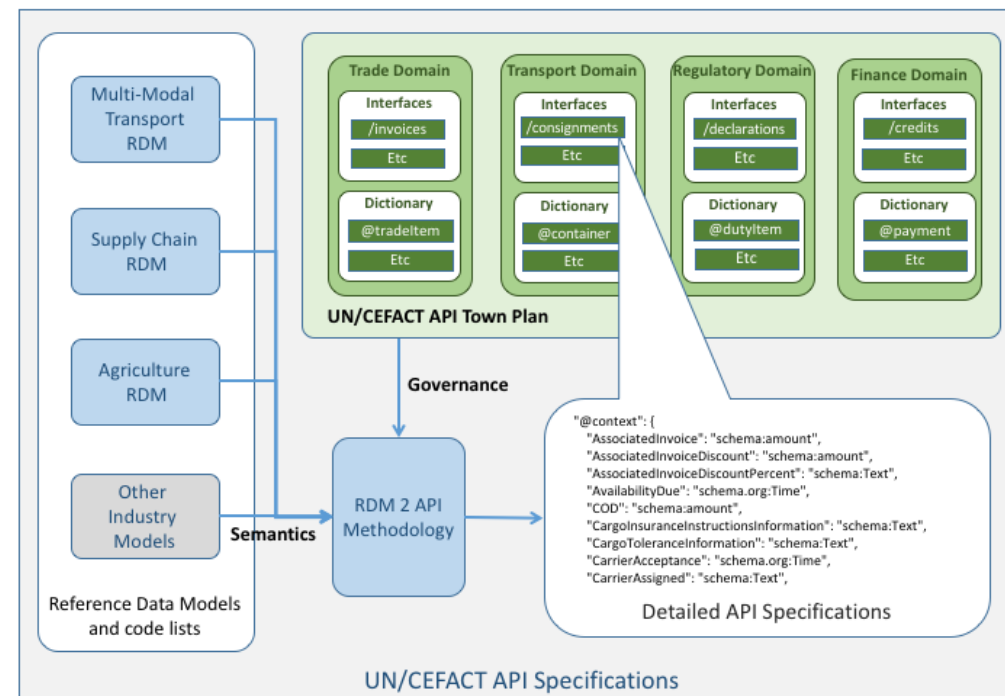 Multi-Modal
Transport
RDM
Supply Chain
RDM
Agriculture
RDM
Other
Industry
Models
Reference Data Models
and code lists
Trade Domain
Interfaces
/invoices
Etc
Dictionary
@tradeItem
Etc
Transport Domain
Interfaces
/consignments
Etc
Dictionary
@container
Etc
Regulatory Domain
Interfaces
/declarations
Etc
Dictionary
@dutyItem
Etc
Finance Domain
Interfaces
/credits
Etc
Dictionary
@payment
Etc
UN/CEFACT API Town Plan
Governance
Semantics
RDM 2 API
Methodology
"@context": {
"AssociatedInvoice": "schema:amount",
"AssociatedInvoiceDiscount": "schema:amount",
"AssociatedInvoiceDiscountPercent": "schema:Text",
"AvailabilityDue": "schema.org:Time",
"COD": "schema:amount",
"CargoInsuranceInstructionsInformation": "schema:Text",
"CargoToleranceInformation": "schema:Text",
"CarrierAcceptance": "schema.org:Time",
"CarrierAssigned": "schema:Text",
Detailed API Specifications
UN/CEFACT API Specifications